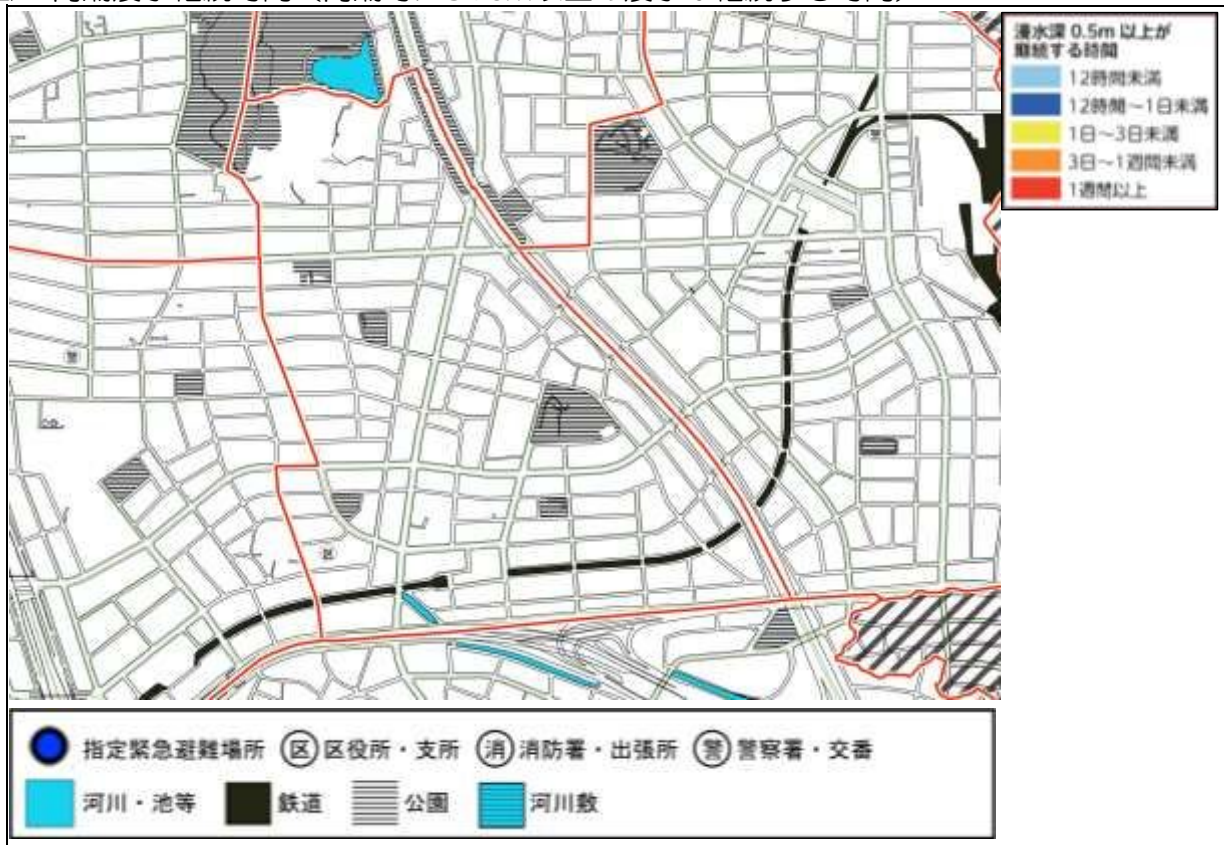 浸水深 0.5m 以上が
継続する時間
12時間未満
12時間～1日未満
1日～3日未満
3日～1週間未満
1週間以上
警
警
区
指定緊急避難場所 区 区役所・支所 消 消防署・出張所 警 警察署・交番
河川・池等 鉄道 公園 河川敷